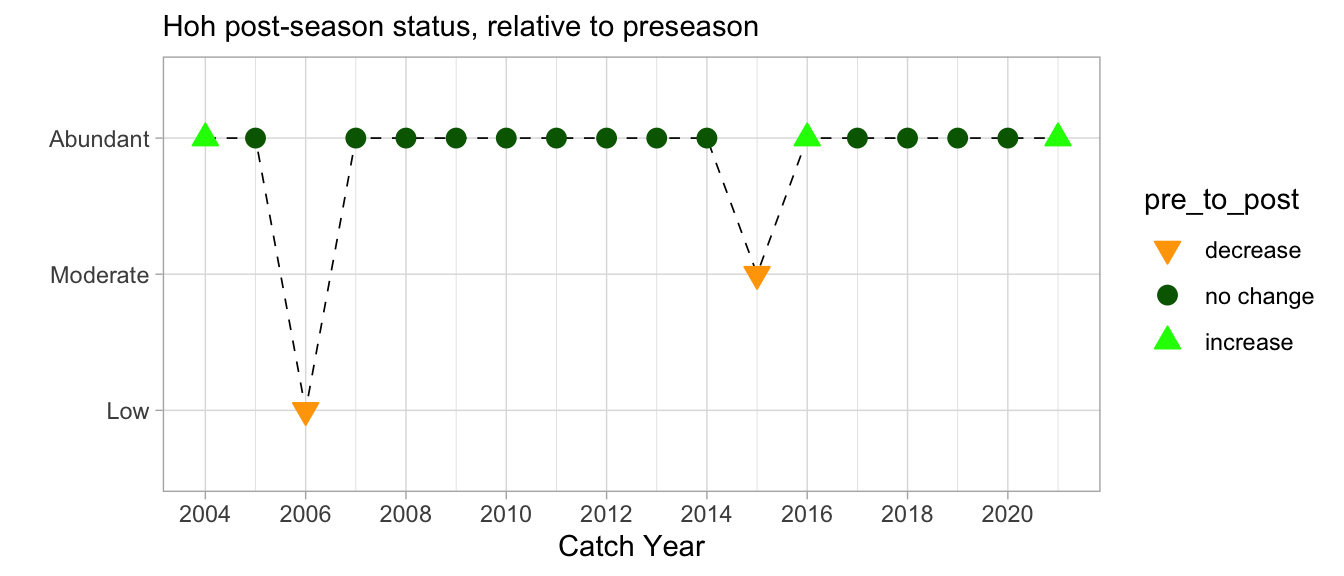 Hoh post-season status, relative to preseason
Abundant
Moderate
Low
2004 2006 2008 2010 2012 2014 2016 2018 2020
Catch Year
pre_to_post
decrease
no change
increase